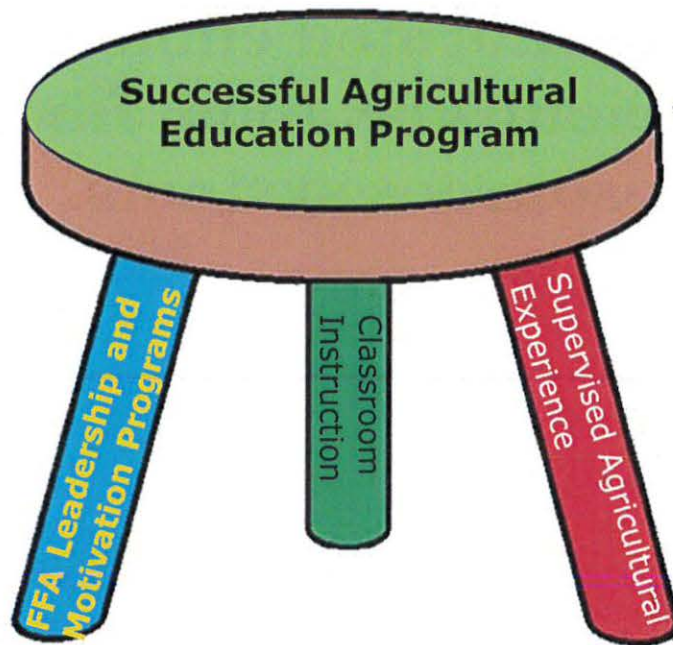 Successful Agricultural
Education Program
FFA Leadership and
Motivation Programs
Classroom
Instruction
Supervised Agricultural
Experience